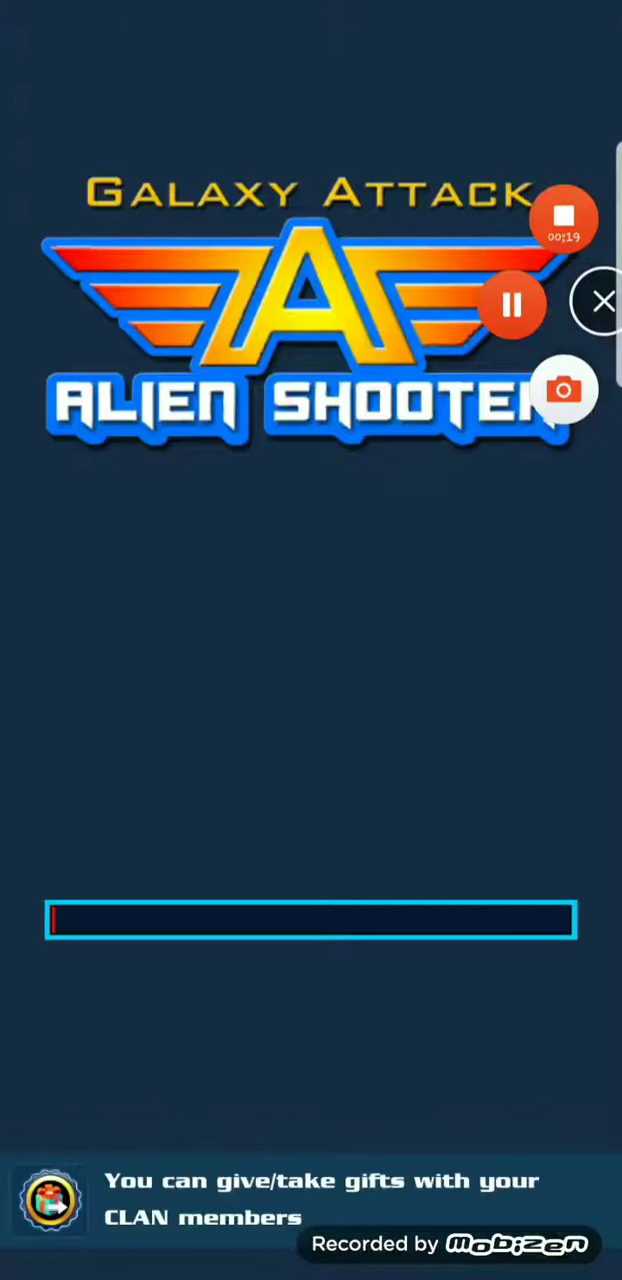 GALAXY ATTACK
A
ALIEN SHOOTER
00:19
You can give/take gifts with your
CLAN members
Recorded by mobizen